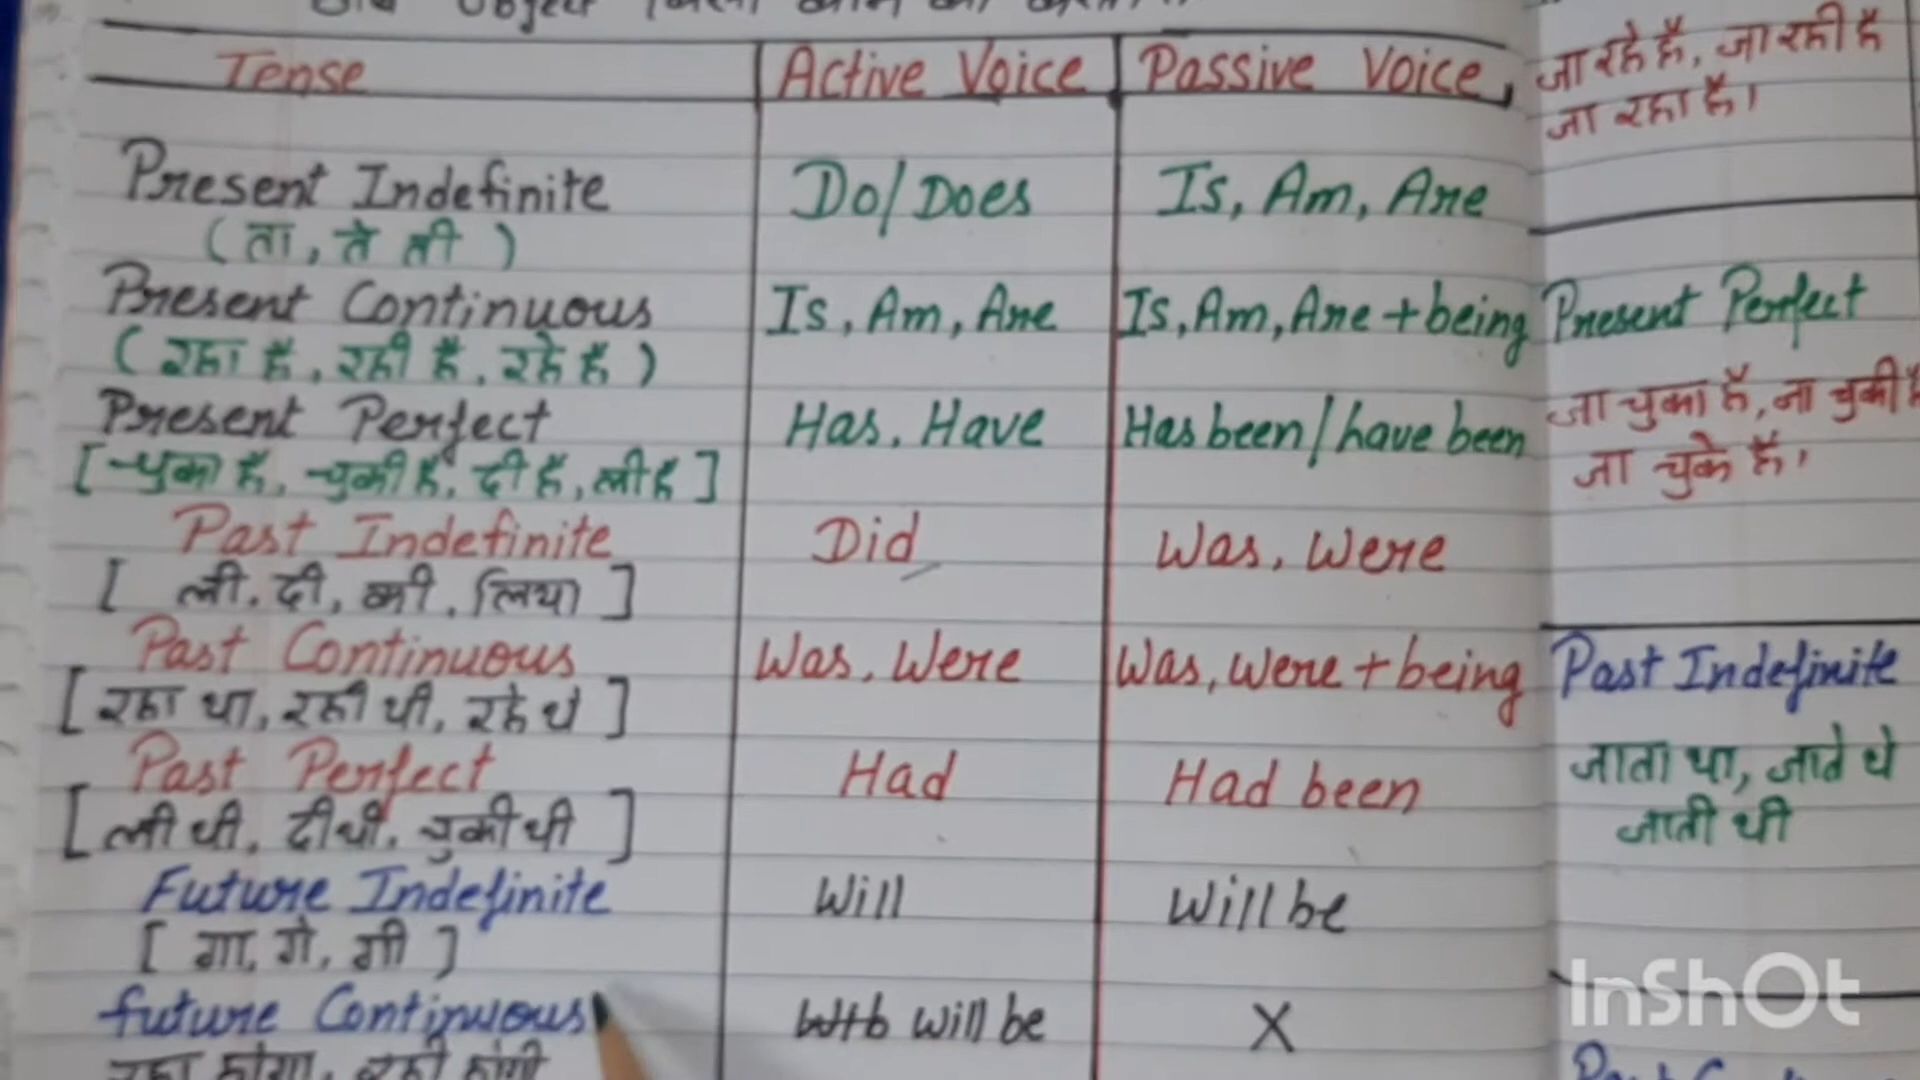 Object
Tense Active Voice Passive Voice
Present Indefinite Do/Does Is, Am, Are
(ता, ते ती)
Present Continuous Is, Am, Are Is, Am, Are + being
(रहा है, रही है, रहे है)
Present Perfect Has, Have Has been/have been
[चुका है, चुकी है, दी है, ली है]
Past Indefinite Did Was, Were
[ली, दी, की, लिया]
Past Continuous Was, Were Was, Were + being
[रहा था, रही थी, रहे थे]
Past Perfect Had Had been
[ली थी, दी थी, चुकी थी]
Future Indefinite Will Will be
[गा, गे, गी]
future Continuous will be X
रहा होगा, रही होगी
जा रहे है, जा रही है
जा रहा है।
Present Perfect
जा चुका है, जा चुकी है
जा चुके है।
Past Indefinite
जाता था, जाते थे
जाती थी
InShOt